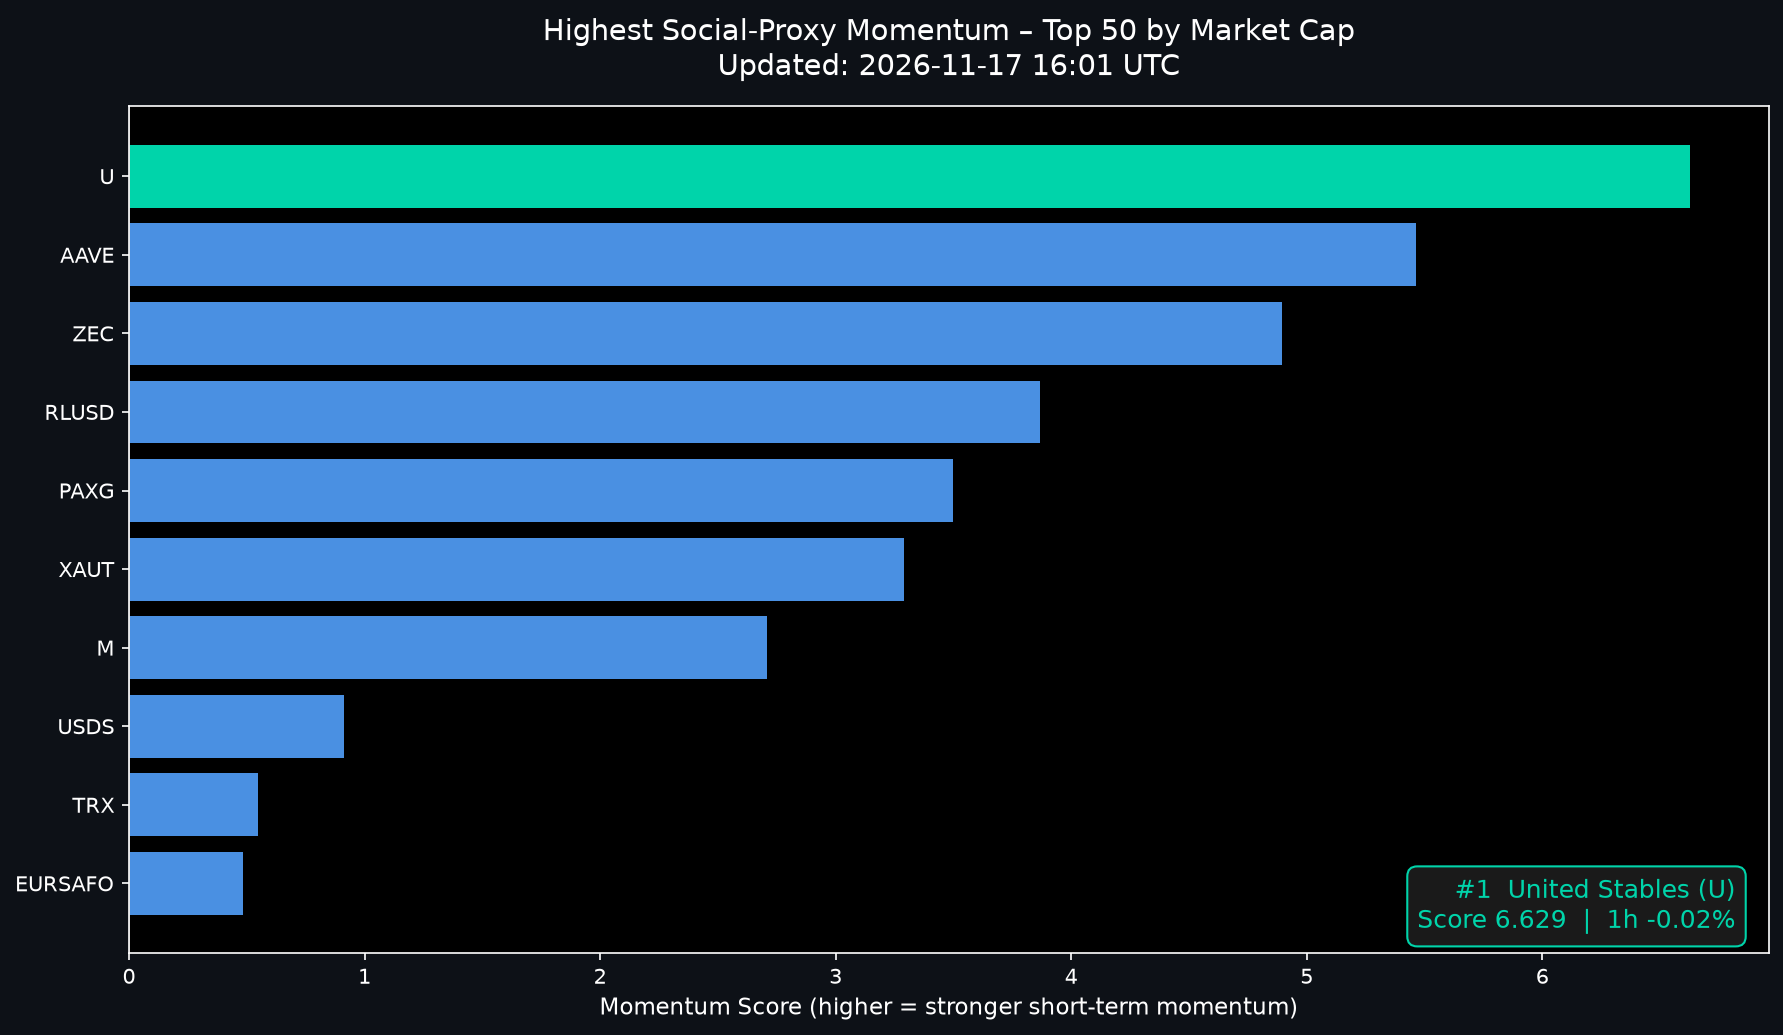 Highest Social-Proxy Momentum – Top 50 by Market Cap
Updated: 2026-11-17 16:01 UTC
U
AAVE
ZEC
RLUSD
PAXG
XAUT
M
USDS
TRX
EURSAFO
#1 United Stables (U)
Score 6.629 | 1h -0.02%
0 1 2 3 4 5 6
Momentum Score (higher = stronger short-term momentum)